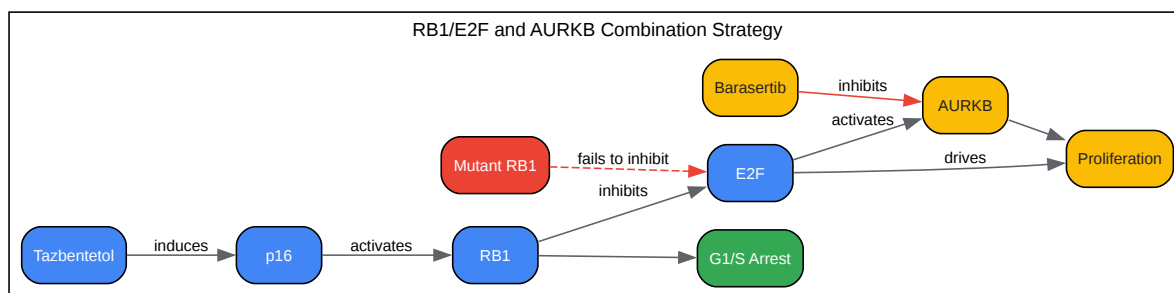 RB1/E2F and AURKB Combination Strategy
Barasertib
inhibits
AURKB
activates
Mutant RB1
fails to inhibit
E2F
drives
Proliferation
inhibits
Tazbentetol
induces
p16
activates
RB1
G1/S Arrest